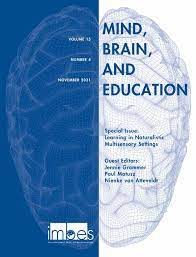 VOLUME 15
NUMBER 4
NOVEMBER 2021
MIND,
BRAIN,
AND
EDUCATION
Special Issue:
Learning in Naturalistic
Multisensory Settings
Guest Editors:
Jennie Grammer
Paul Matusz
Nienke van Atteveldt
imbes